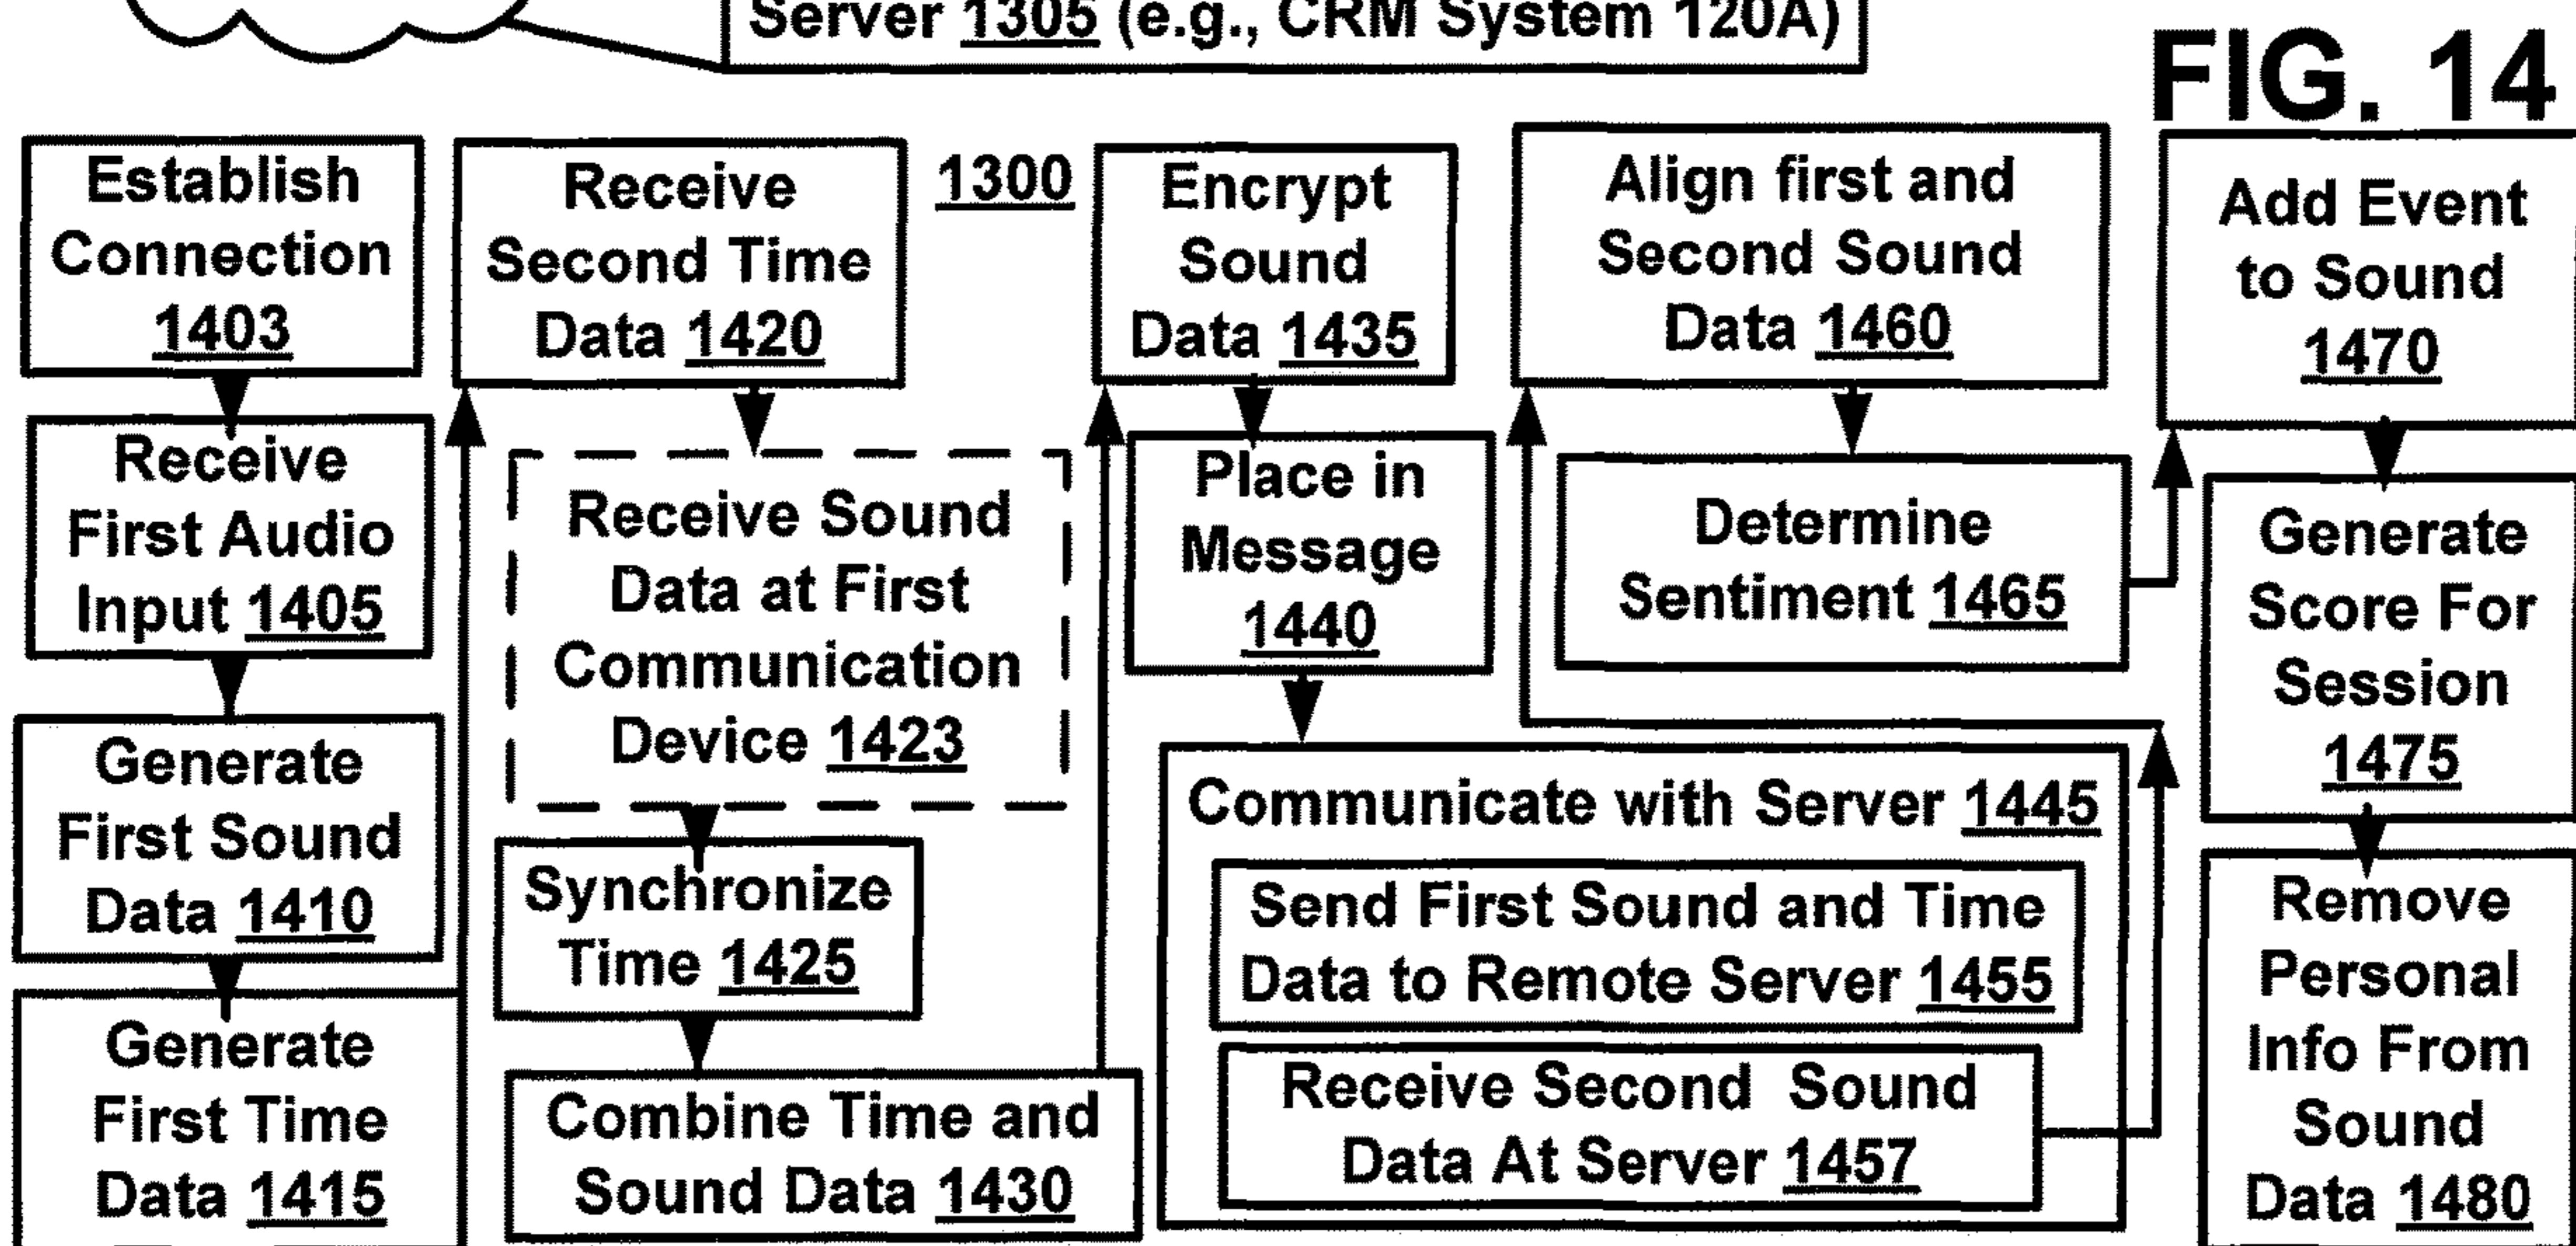 Server 1305 (e.g., CRM System 120A)
FIG. 14
Establish
Connection
1403
Receive
First Audio
Input 1405
Generate
First Sound
Data 1410
Generate
First Time
Data 1415
Receive
Second Time
Data 1420
Receive Sound
Data at First
Communication
Device 1423
Synchronize
Time 1425
Combine Time and
Sound Data 1430
1300
Encrypt
Sound
Data 1435
Place in
Message
1440
Communicate with Server 1445
Send First Sound and Time
Data to Remote Server 1455
Receive Second Sound
Data At Server 1457
Align first and
Second Sound
Data 1460
Determine
Sentiment 1465
Add Event
to Sound
1470
Generate
Score For
Session
1475
Remove
Personal
Info From
Sound
Data 1480